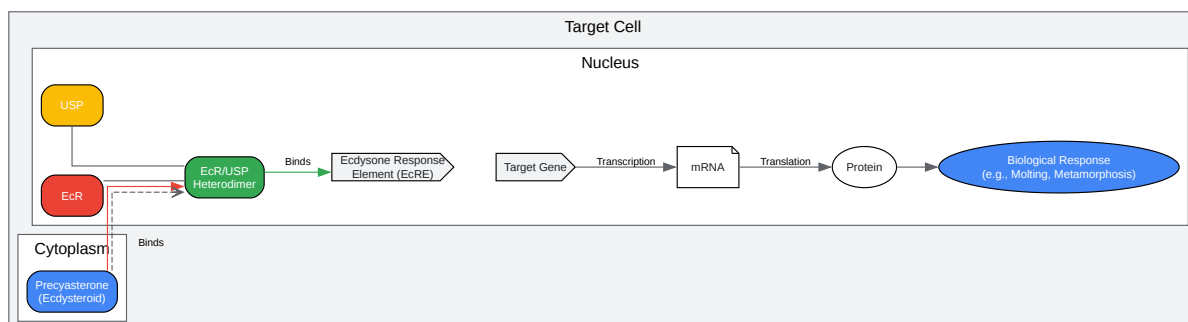 Target Cell
Nucleus
USP
EcR
EcR/USP
Heterodimer
Binds
Ecdysone Response
Element (EcRE)
Target Gene
Transcription
mRNA
Translation
Protein
Biological Response
(e.g., Molting, Metamorphosis)
Cytoplasm
Binds
Precyasterone
(Ecdysteroid)